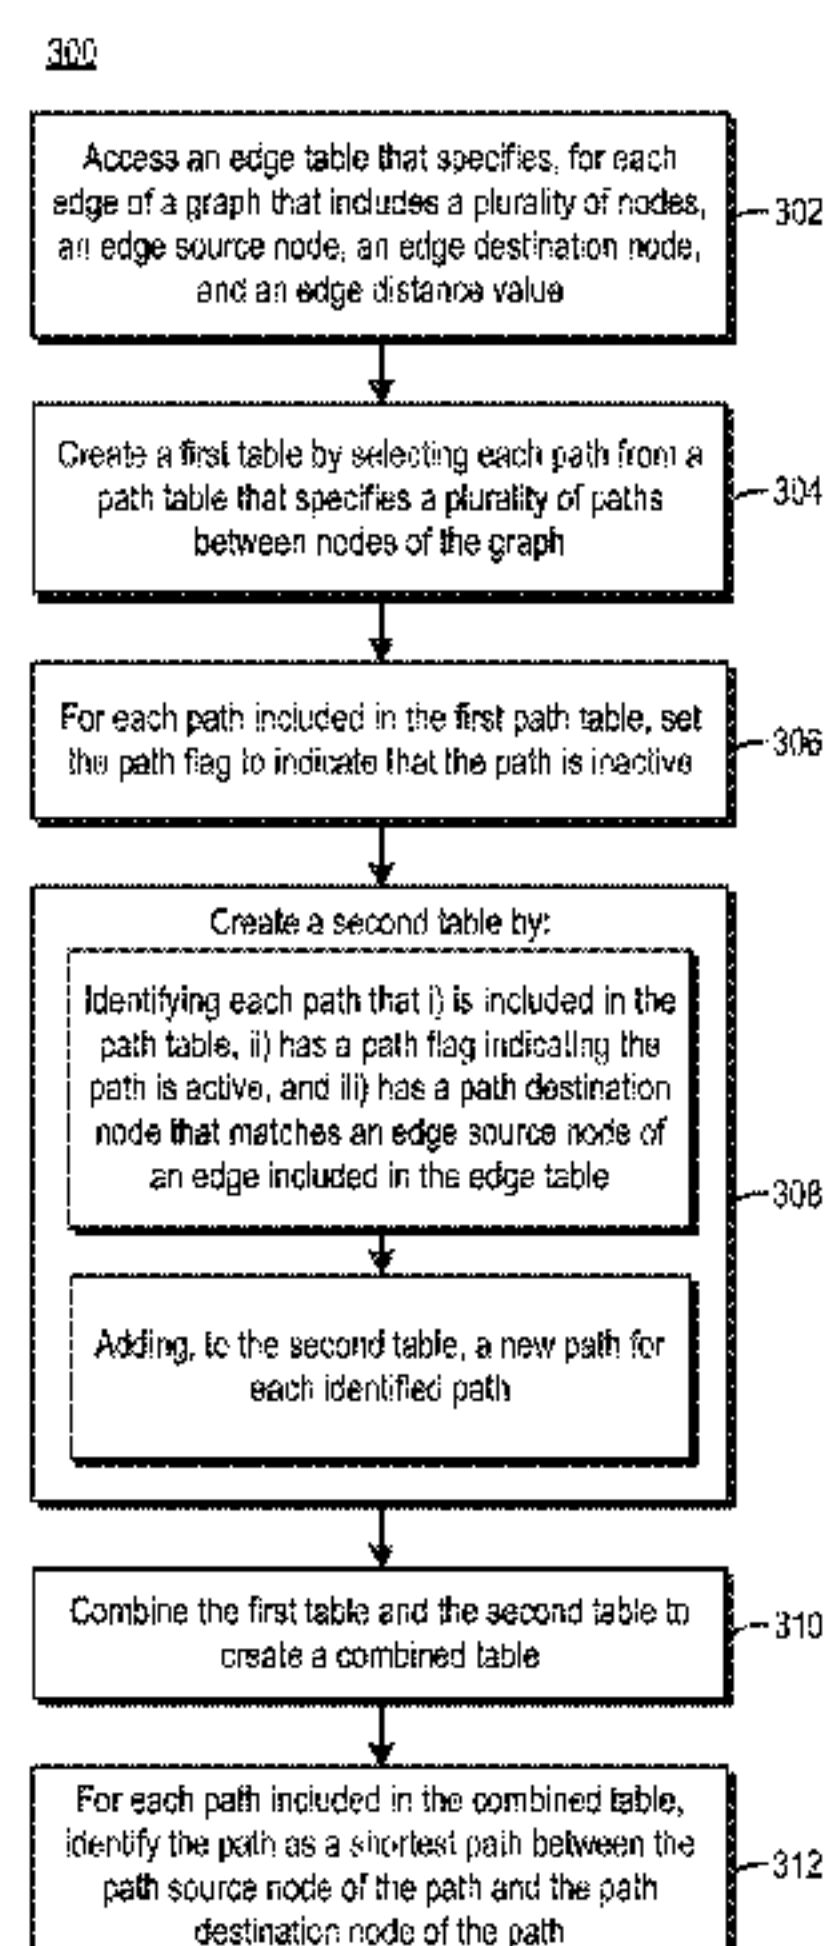 300
Access an edge table that specifies, for each
edge of a graph that includes a plurality of nodes,
an edge source node, an edge destination node,
and an edge distance value
302
Create a first table by selecting each path from a
path table that specifies a plurality of paths
between nodes of the graph
304
For each path included in the first path table, set
the path flag to indicate that the path is inactive
306
Create a second table by:
Identifying each path that i) is included in the
path table, ii) has a path flag indicating the
path is active, and iii) has a path destination
node that matches an edge source node of
an edge included in the edge table
308
Adding, to the second table, a new path for
each identified path
Combine the first table and the second table to
create a combined table
310
For each path included in the combined table,
identify the path as a shortest path between the
path source node of the path and the path
destination node of the path
312